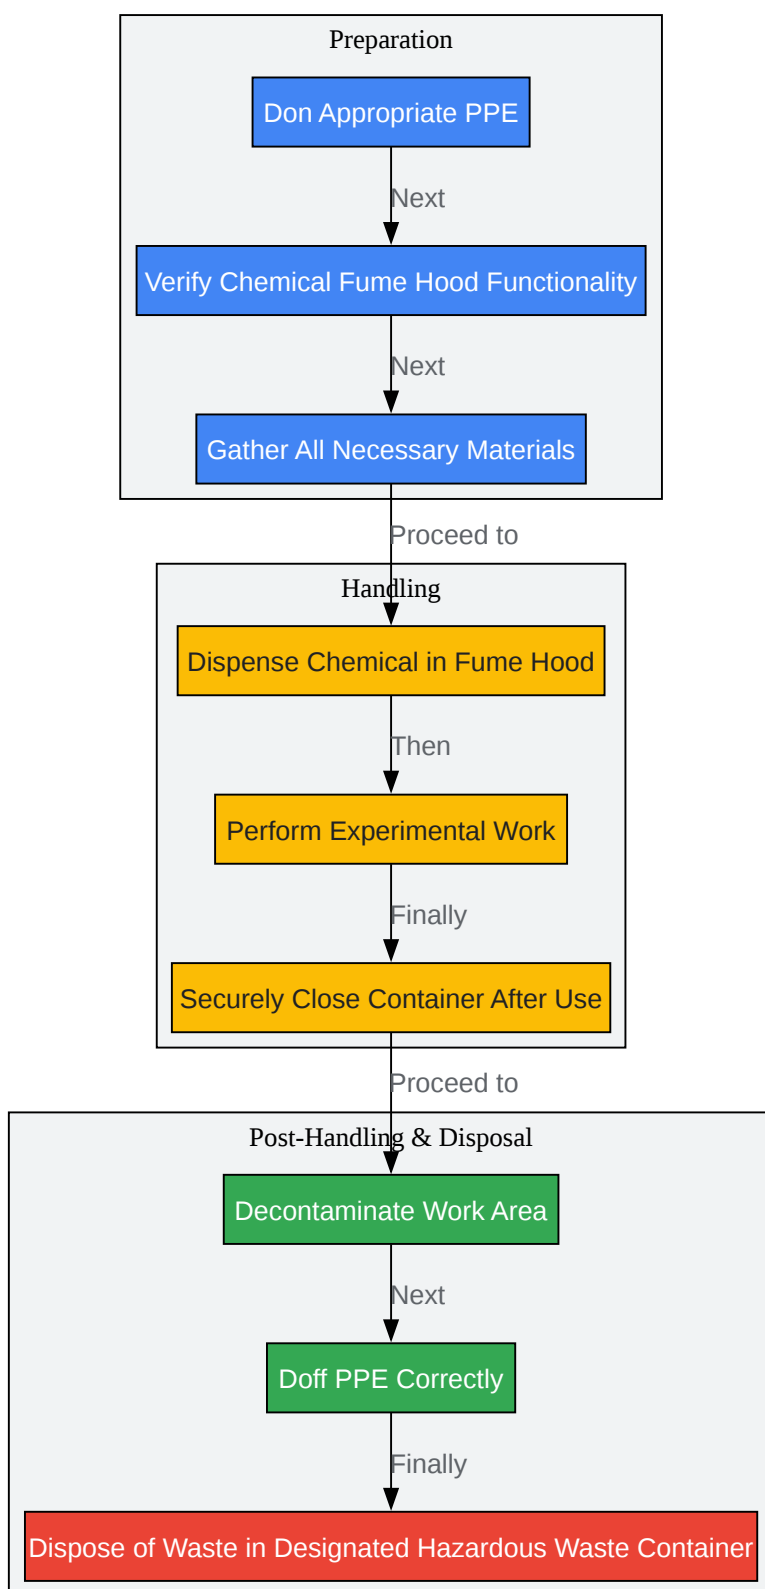 Preparation
Don Appropriate PPE
Next
Verify Chemical Fume Hood Functionality
Next
Gather All Necessary Materials
Proceed to
Handling
Dispense Chemical in Fume Hood
Then
Perform Experimental Work
Finally
Securely Close Container After Use
Proceed to
Post-Handling & Disposal
Decontaminate Work Area
Next
Doff PPE Correctly
Finally
Dispose of Waste in Designated Hazardous Waste Container